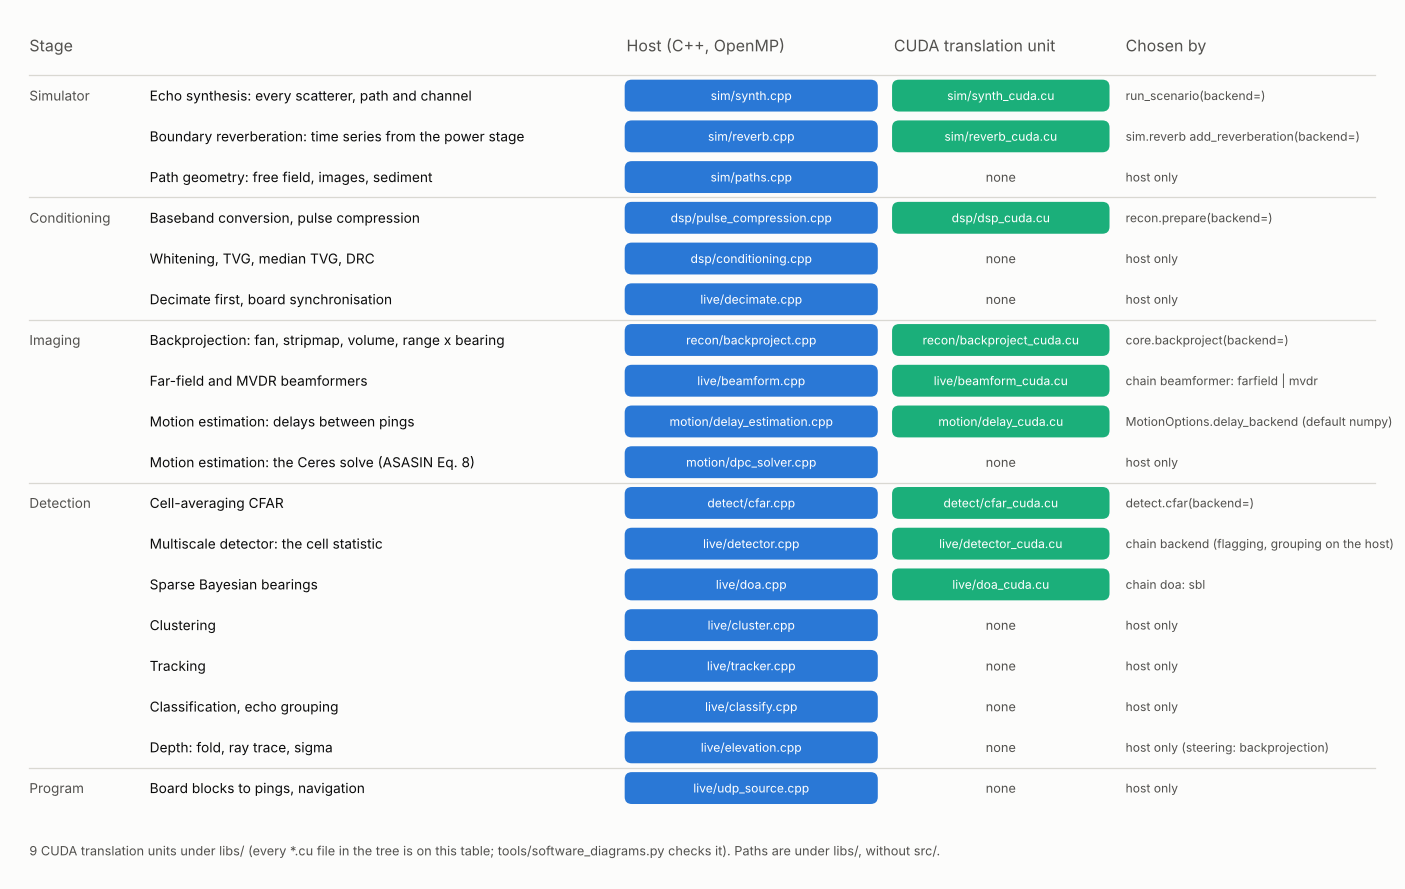 Stage Host (C++, OpenMP) CUDA translation unit Chosen by
Simulator Echo synthesis: every scatterer, path and channel sim/synth.cpp sim/synth_cuda.cu run_scenario(backend=)
Boundary reverberation: time series from the power stage sim/reverb.cpp sim/reverb_cuda.cu sim.reverb add_reverberation(backend=)
Path geometry: free field, images, sediment sim/paths.cpp none host only
Conditioning Baseband conversion, pulse compression dsp/pulse_compression.cpp dsp/dsp_cuda.cu recon.prepare(backend=)
Whitening, TVG, median TVG, DRC dsp/conditioning.cpp none host only
Decimate first, board synchronisation live/decimate.cpp none host only
Imaging Backprojection: fan, stripmap, volume, range x bearing recon/backproject.cpp recon/backproject_cuda.cu core.backproject(backend=)
Far-field and MVDR beamformers live/beamform.cpp live/beamform_cuda.cu chain beamformer: farfield | mvdr
Motion estimation: delays between pings motion/delay_estimation.cpp motion/delay_cuda.cu MotionOptions.delay_backend (default numpy)
Motion estimation: the Ceres solve (ASASIN Eq. 8) motion/dpc_solver.cpp none host only
Detection Cell-averaging CFAR detect/cfar.cpp detect/cfar_cuda.cu detect.cfar(backend=)
Multiscale detector: the cell statistic live/detector.cpp live/detector_cuda.cu chain backend (flagging, grouping on the host)
Sparse Bayesian bearings live/doa.cpp live/doa_cuda.cu chain doa: sbl
Clustering live/cluster.cpp none host only
Tracking live/tracker.cpp none host only
Classification, echo grouping live/classify.cpp none host only
Depth: fold, ray trace, sigma live/elevation.cpp none host only (steering: backprojection)
Program Board blocks to pings, navigation live/udp_source.cpp none host only
9 CUDA translation units under libs/ (every *.cu file in the tree is on this table; tools/software_diagrams.py checks it). Paths are under libs/, without src/.